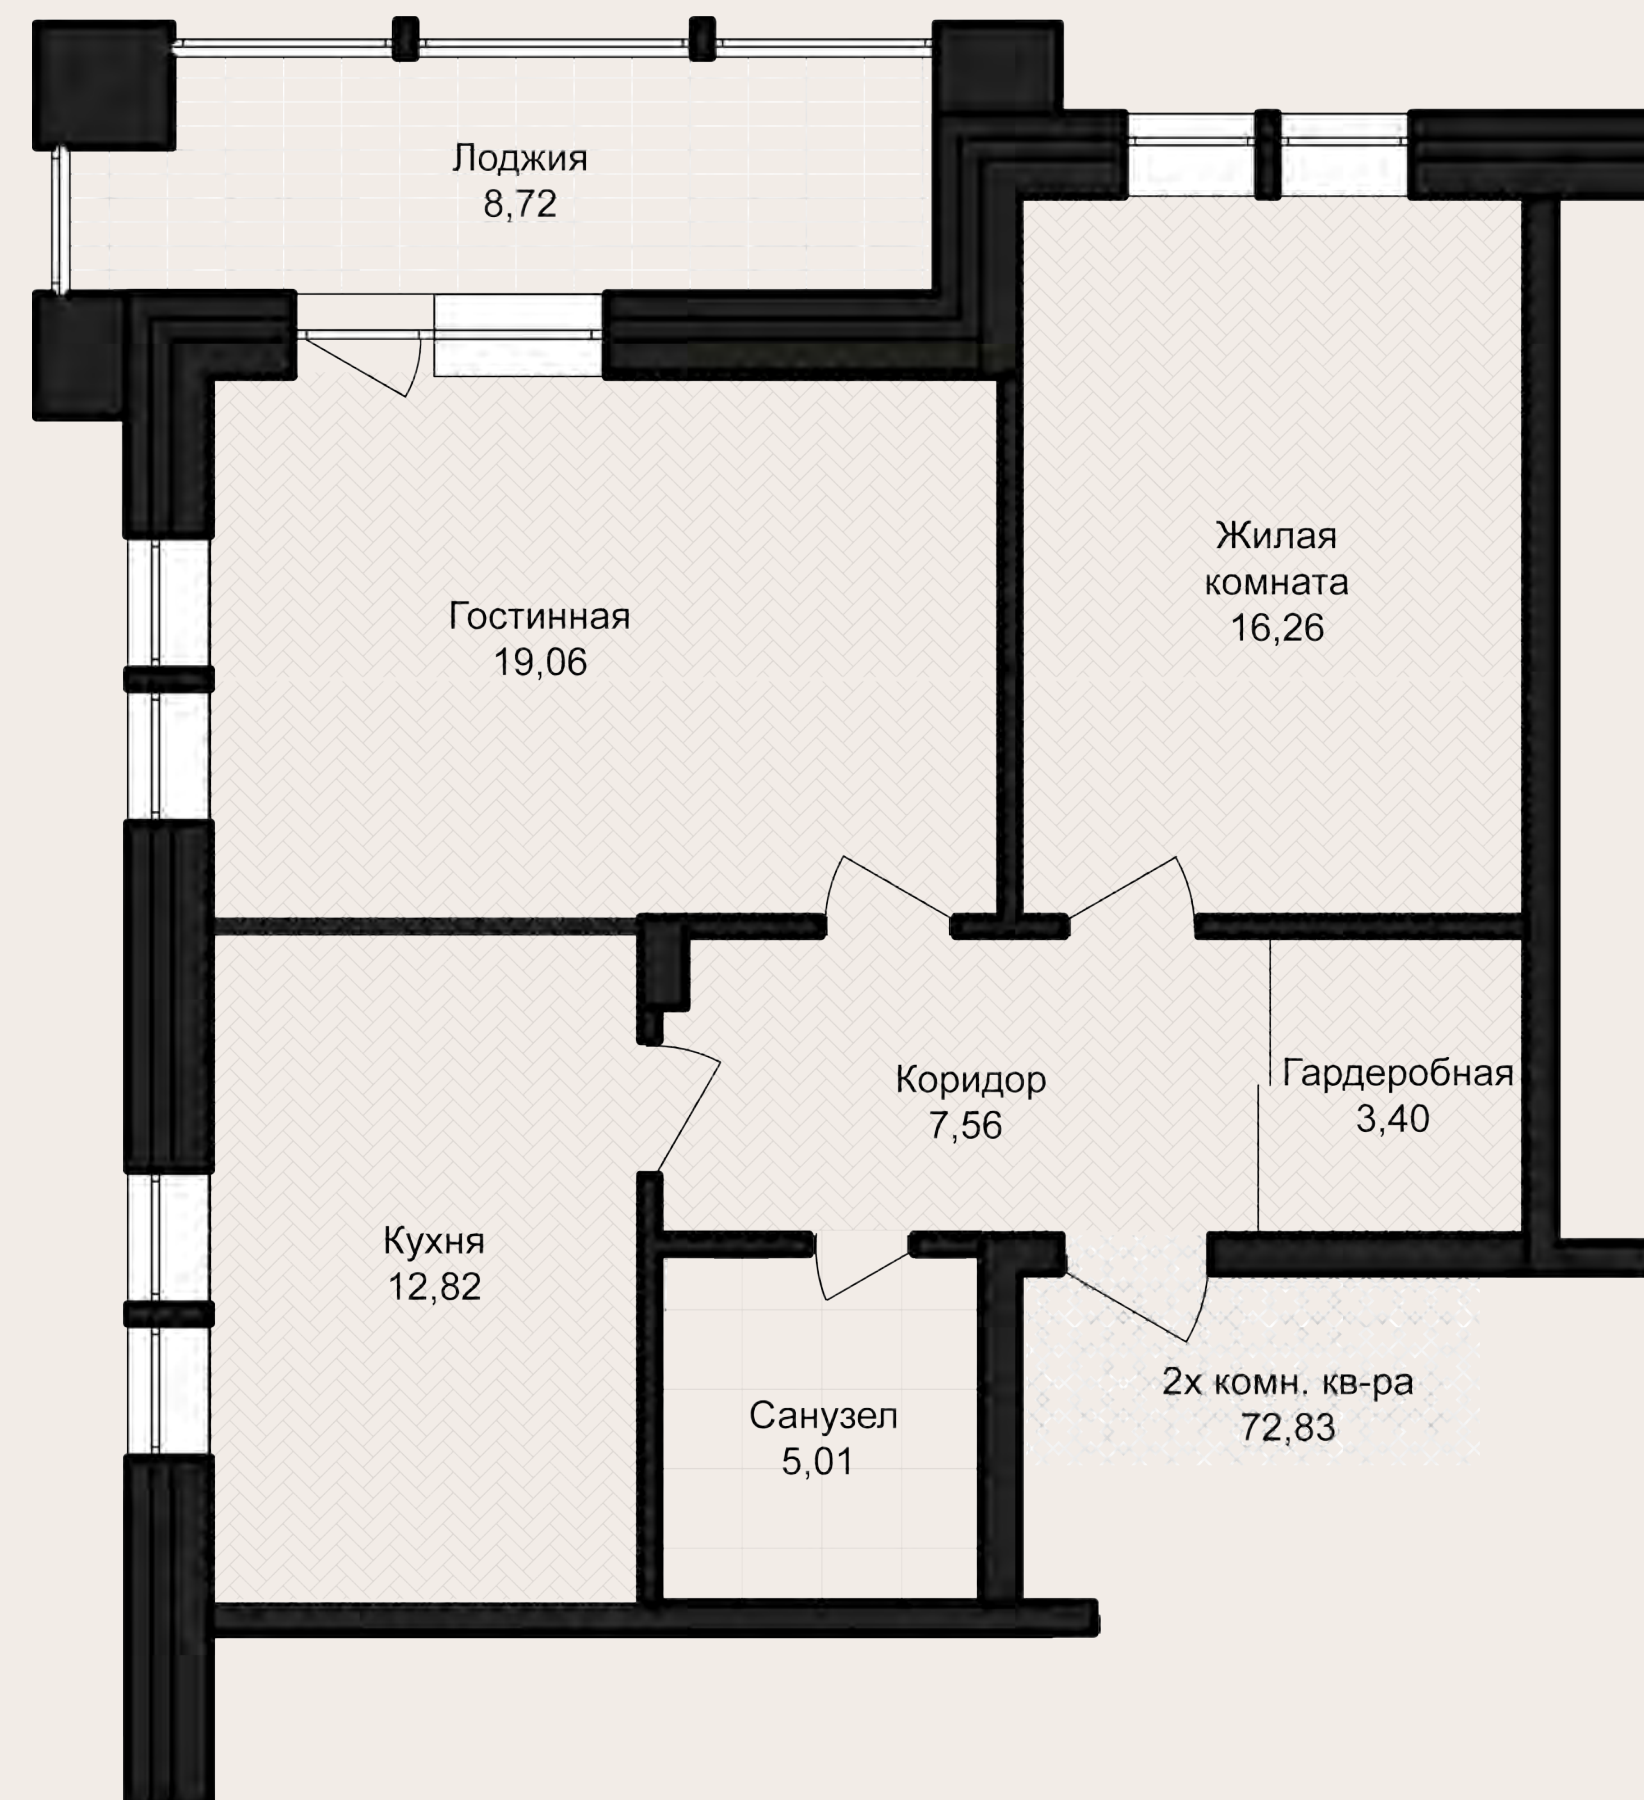 Лоджия
8,72
Жилая
комната
16,26
Гостинная
19,06
Коридор
7,56
Гардеробная
3,40
Кухня
12,82
Санузел
5,01
2х комн. кв-ра
72,83